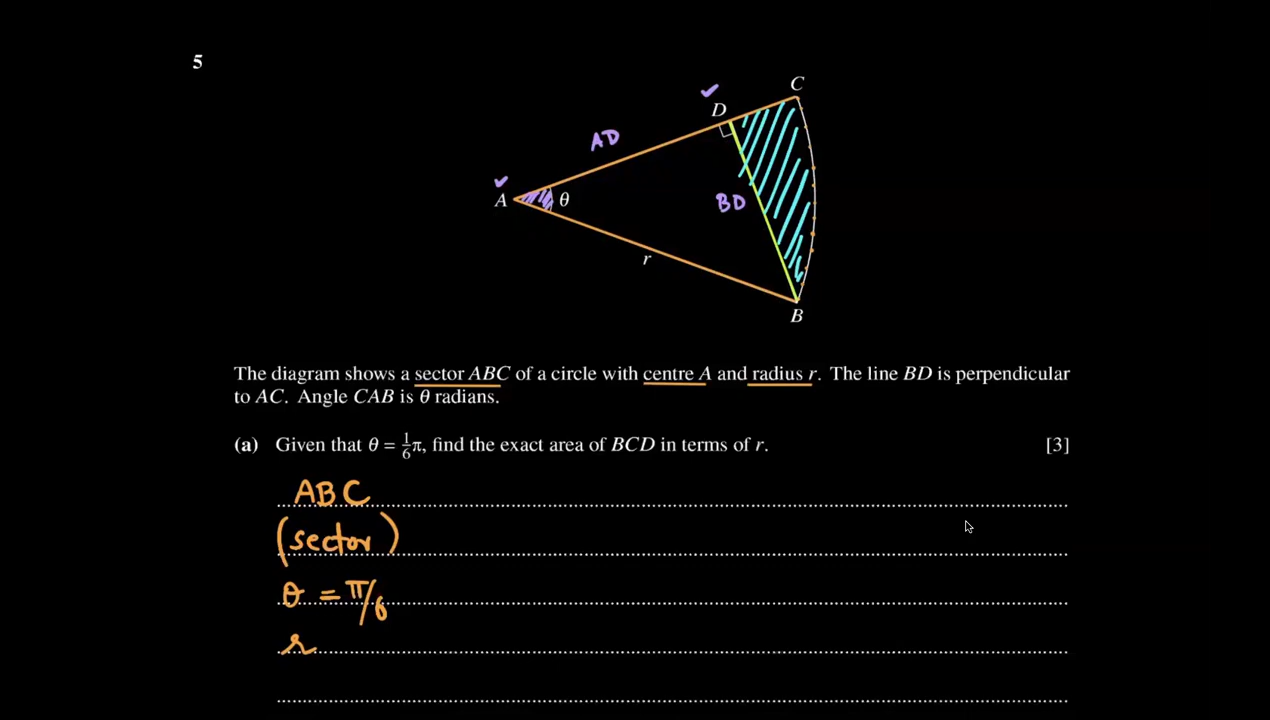 5
C
D
AD
A
θ
BD
r
B
The diagram shows a sector ABC of a circle with centre A and radius r. The line BD is perpendicular
to AC. Angle CAB is θ radians.
(a) Given that θ = 1/6π, find the exact area of BCD in terms of r. [3]
ABC
(sector)
θ = π/6
r